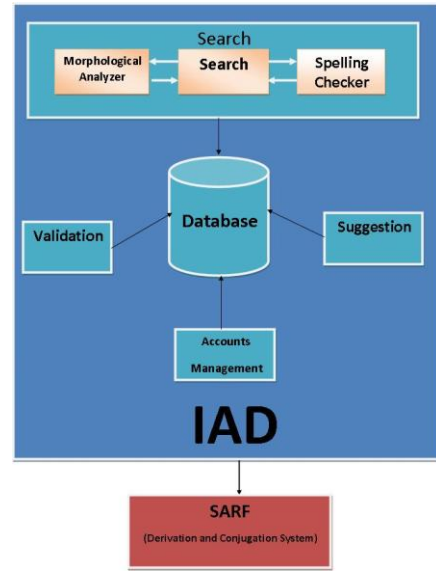 Search
Morphological
Analyzer
Search
Spelling
Checker
Database
Validation
Suggestion
Accounts
Management
IAD
SARF
(Derivation and Conjugation System)